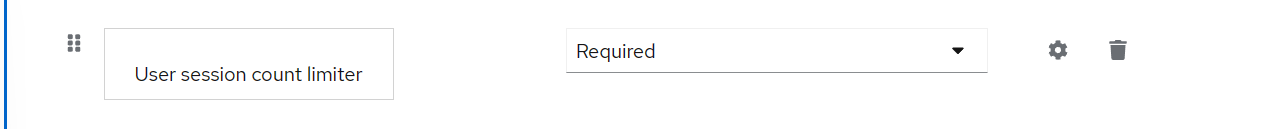 User session count limiter
Required